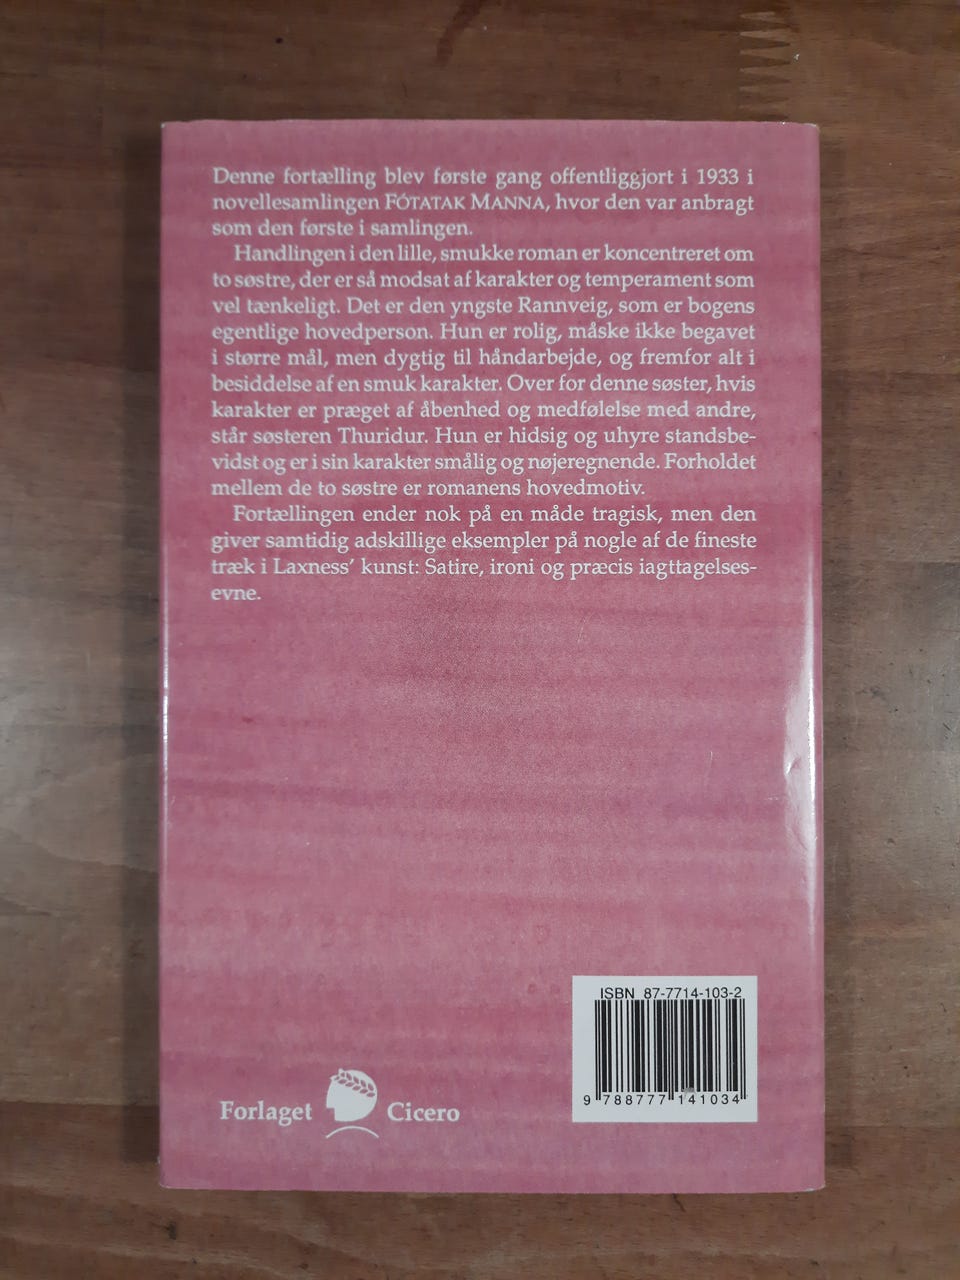 Denne fortælling blev første gang offentliggjort i 1933 i
novellesamlingen FÓTATAK MANNA, hvor den var anbragt
som den første i samlingen.
Handlingen i den lille, smukke roman er koncentreret om
to søstre, der er så modsat af karakter og temperament som
vel tænkeligt. Det er den yngste Rannveig, som er bogens
egentlige hovedperson. Hun er rolig, måske ikke begavet
i større mål, men dygtig til håndarbejde, og fremfor alt i
besiddelse af en smuk karakter. Over for denne søster, hvis
karakter er præget af åbenhed og medfølelse med andre,
står søsteren Thuridur. Hun er hidsig og uhyre standsbe-
vidst og er i sin karakter smålig og nøjeregnende. Forholdet
mellem de to søstre er romanens hovedmotiv.
Fortællingen ender nok på en måde tragisk, men den
giver samtidig adskillige eksempler på nogle af de fineste
træk i Laxness' kunst: Satire, ironi og præcis iagttagelses-
evne.
ISBN 87-7714-103-2
9 788777 141034
Forlaget Cicero